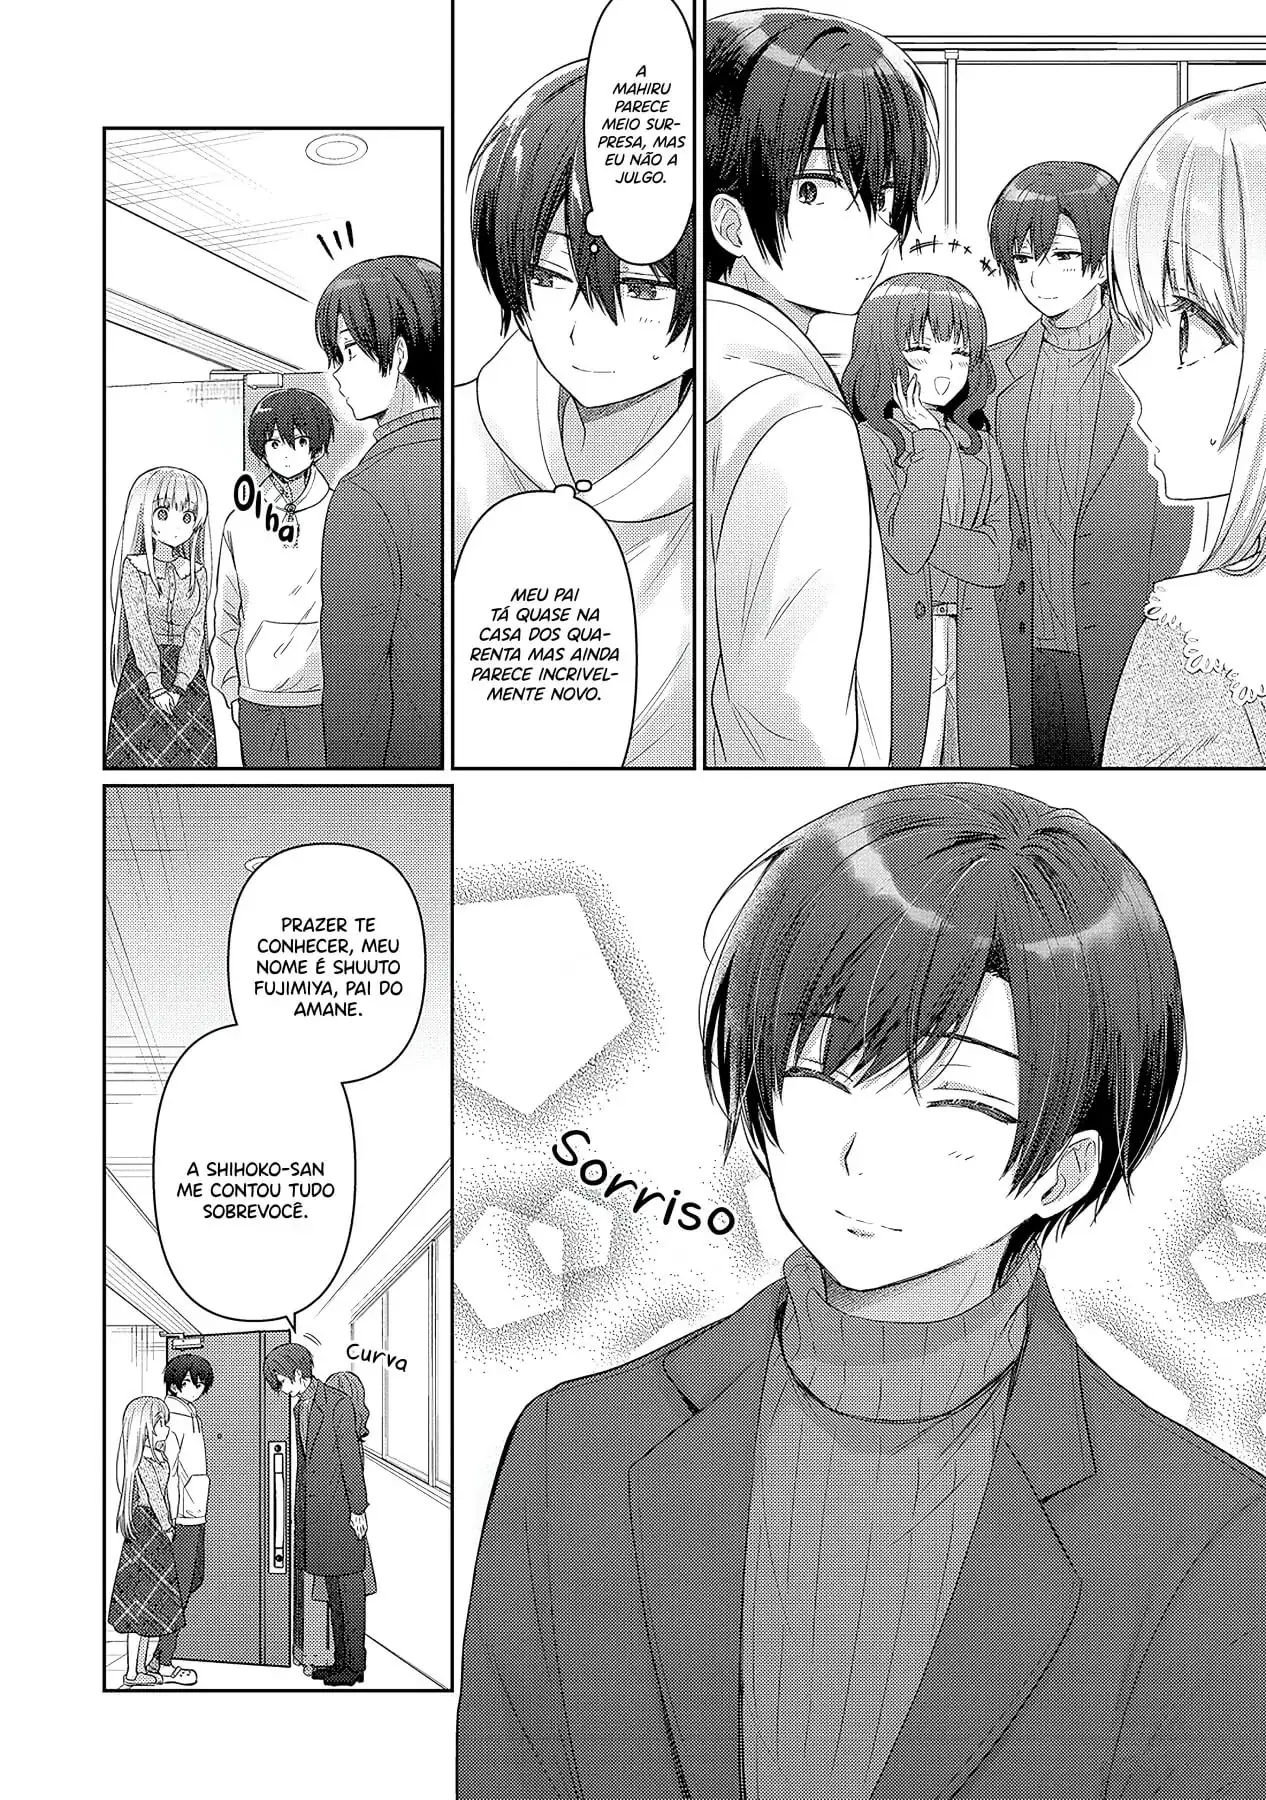 A
MAHIRU
PARECE
MEIO SUR-
PRESA, MAS
EU NÃO A
JULGO.
MEU PAI
TÁ QUASE NA
CASA DOS QUA-
RENTA MAS AINDA
PARECE INCRIVEL-
MENTE NOVO.
Olha
Sorriso
PRAZER TE
CONHECER, MEU
NOME É SHUUTO
FUJIMIYA, PAI DO
AMANE.
A SHIHOKO-SAN
ME CONTOU TUDO
SOBREVOCÊ.
Curva